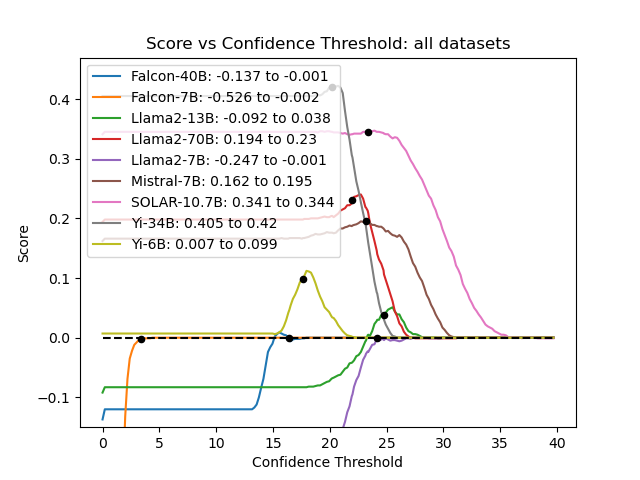 Score vs Confidence Threshold: all datasets
Falcon-40B: -0.137 to -0.001
Falcon-7B: -0.526 to -0.002
Llama2-13B: -0.092 to 0.038
Llama2-70B: 0.194 to 0.23
Llama2-7B: -0.247 to -0.001
Mistral-7B: 0.162 to 0.195
SOLAR-10.7B: 0.341 to 0.344
Yi-34B: 0.405 to 0.42
Yi-6B: 0.007 to 0.099
0.4
0.3
0.2
0.1
0.0
−0.1
Score
0 5 10 15 20 25 30 35 40
Confidence Threshold